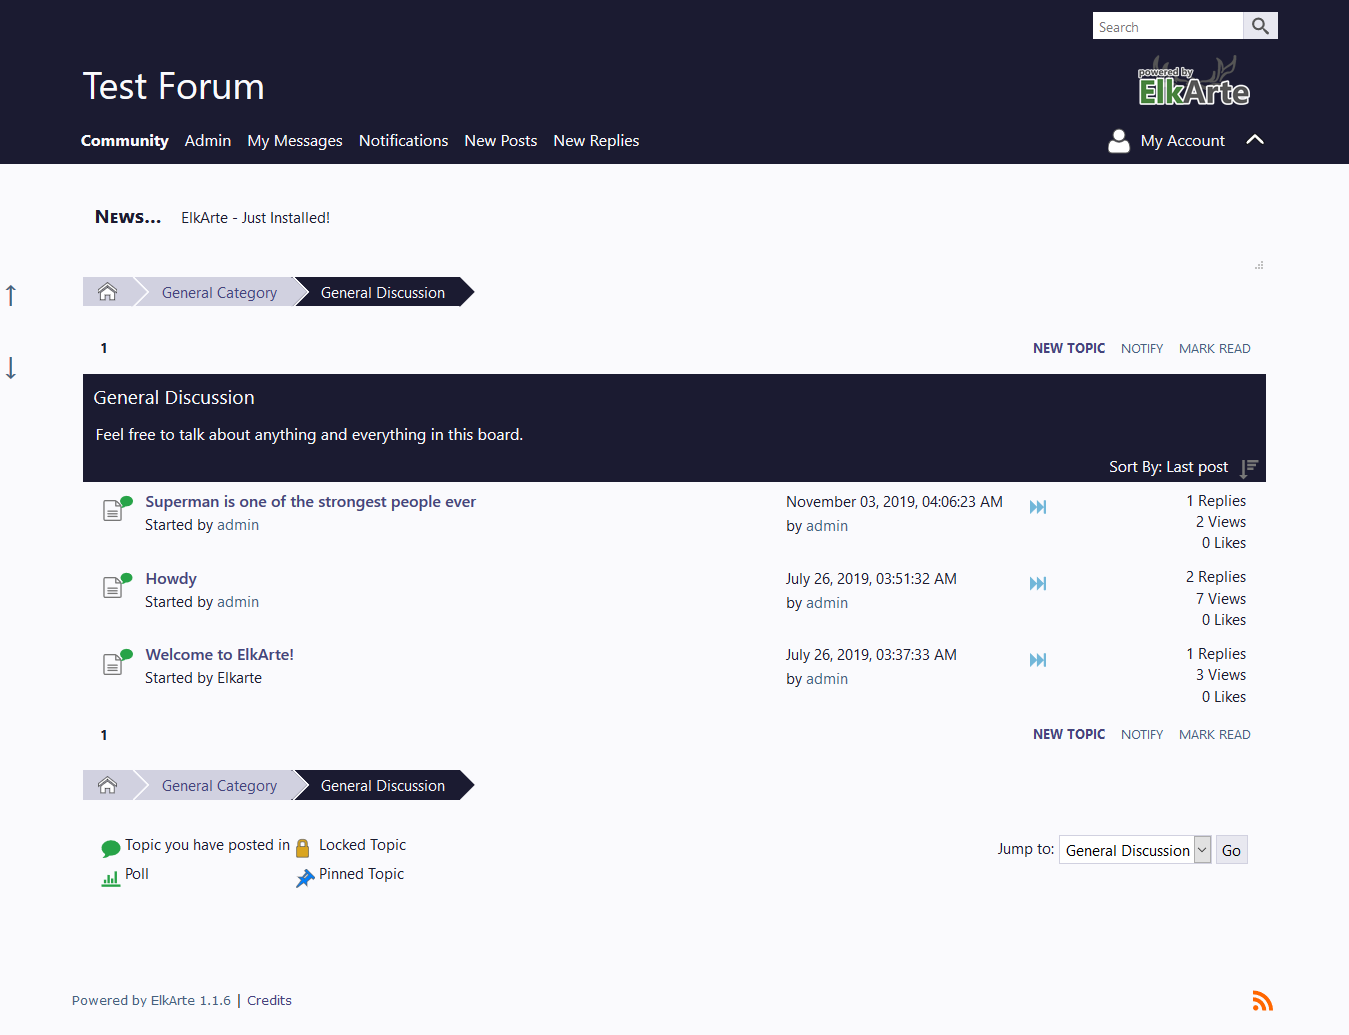 Search
Test Forum
powered by
ElkArte
Community Admin My Messages Notifications New Posts New Replies
My Account
News... ElkArte - Just Installed!
General Category General Discussion
1 NEW TOPIC NOTIFY MARK READ
General Discussion
Feel free to talk about anything and everything in this board.
Sort By: Last post
Superman is one of the strongest people ever
Started by admin
November 03, 2019, 04:06:23 AM
by admin
1 Replies
2 Views
0 Likes
Howdy
Started by admin
July 26, 2019, 03:51:32 AM
by admin
2 Replies
7 Views
0 Likes
Welcome to ElkArte!
Started by Elkarte
July 26, 2019, 03:37:33 AM
by admin
1 Replies
3 Views
0 Likes
1 NEW TOPIC NOTIFY MARK READ
General Category General Discussion
Topic you have posted in Locked Topic
Poll Pinned Topic
Jump to: General Discussion Go
Powered by ElkArte 1.1.6 | Credits